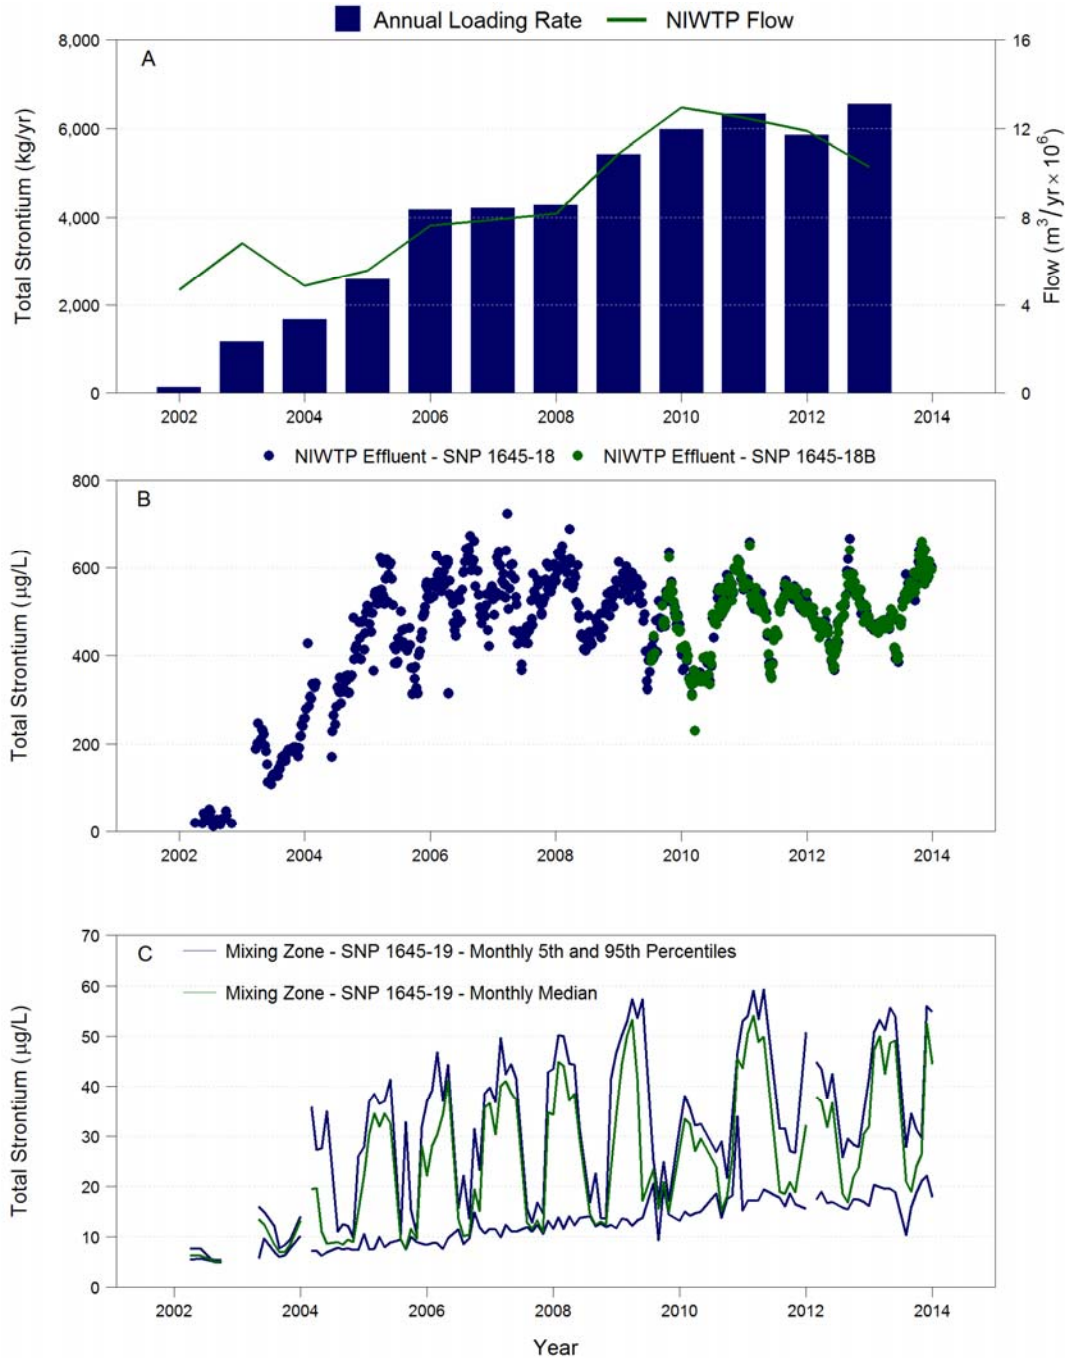 Annual Loading Rate NIWTP Flow
A
Total Strontium (kg/yr)
8,000
6,000
4,000
2,000
0
16
12
8
4
0
Flow (m³/yr × 10⁶)
2002 2004 2006 2008 2010 2012 2014
NIWTP Effluent - SNP 1645-18 NIWTP Effluent - SNP 1645-18B
B
Total Strontium (µg/L)
800
600
400
200
0
2002 2004 2006 2008 2010 2012 2014
C
Mixing Zone - SNP 1645-19 - Monthly 5th and 95th Percentiles
Mixing Zone - SNP 1645-19 - Monthly Median
Total Strontium (µg/L)
70
60
50
40
30
20
10
0
2002 2004 2006 2008 2010 2012 2014
Year